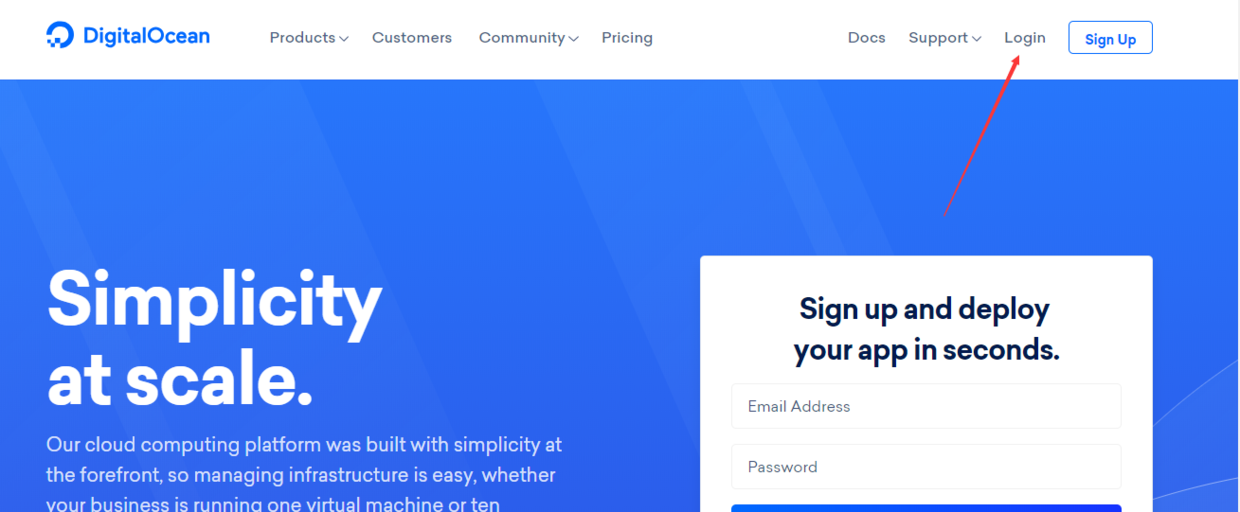 DigitalOcean Products Customers Community Pricing Docs Support Login Sign Up
Simplicity
at scale.
Our cloud computing platform was built with simplicity at
the forefront, so managing infrastructure is easy, whether
your business is running one virtual machine or ten
Sign up and deploy
your app in seconds.
Email Address
Password